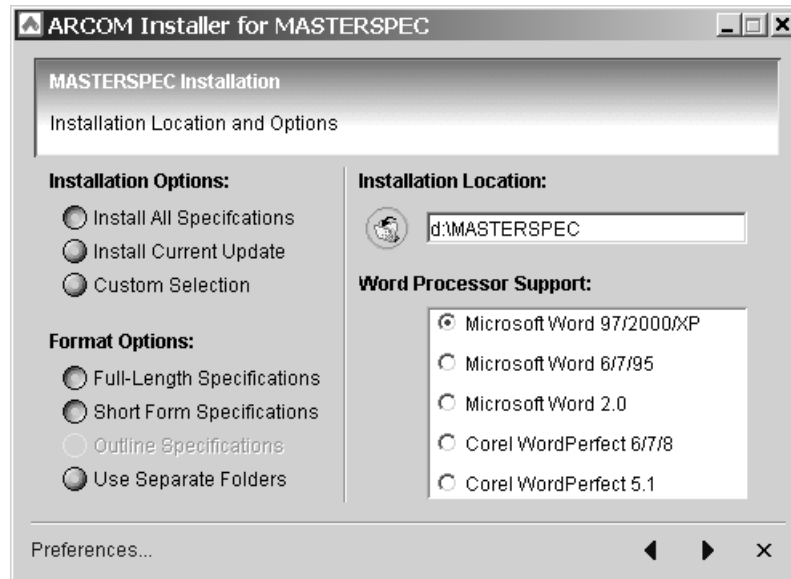 ARCOM Installer for MASTERSPEC
MASTERSPEC Installation
Installation Location and Options
Installation Options:
Install All Specifcations
Install Current Update
Custom Selection
Format Options:
Full-Length Specifications
Short Form Specifications
Outline Specifications
Use Separate Folders
Installation Location:
d:\MASTERSPEC
Word Processor Support:
Microsoft Word 97/2000/XP
Microsoft Word 6/7/95
Microsoft Word 2.0
Corel WordPerfect 6/7/8
Corel WordPerfect 5.1
Preferences...